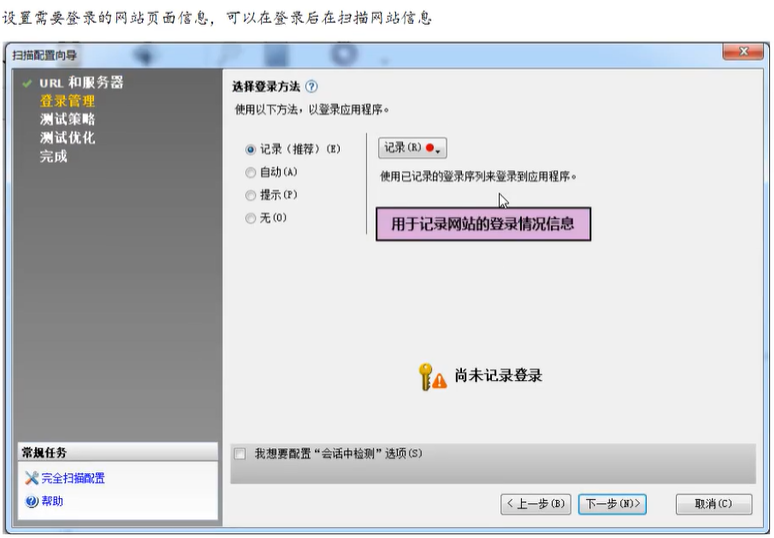 设置需要登录的网站页面信息，可以在登录后在扫描网站信息
扫描配置向导
URL 和服务器
登录管理
测试策略
测试优化
完成
选择登录方法
使用以下方法，以登录应用程序。
记录（推荐）(E)
自动(A)
提示(P)
无(O)
记录(R)
使用已记录的登录序列来登录到应用程序。
用于记录网站的登录情况信息
尚未记录登录
常规任务
完全扫描配置
帮助
我想要配置“会话中检测”选项(S)
< 上一步(B)
下一步(N)>
取消(C)